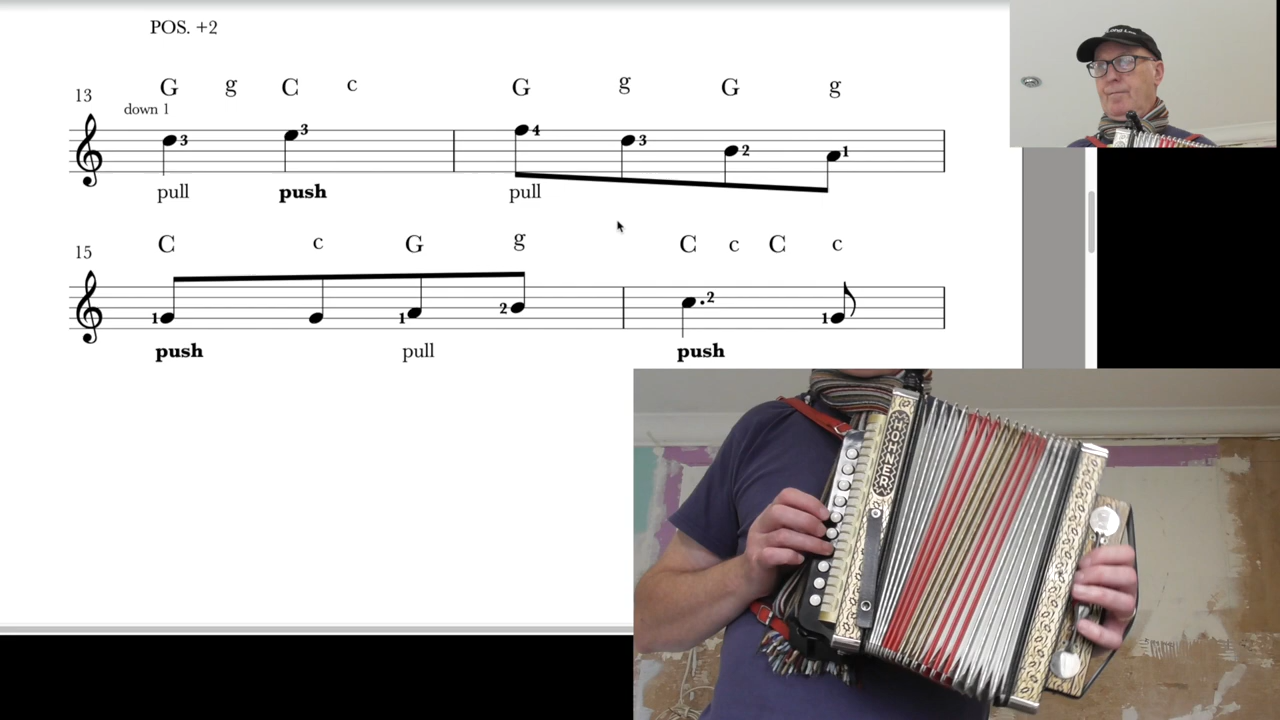 POS. +2
G g C c G g G g
13
down 1
3 3 4 3 2 1
pull push pull
C c G g C c C c
15
1 1 2 2 1
push pull push
HOHNER